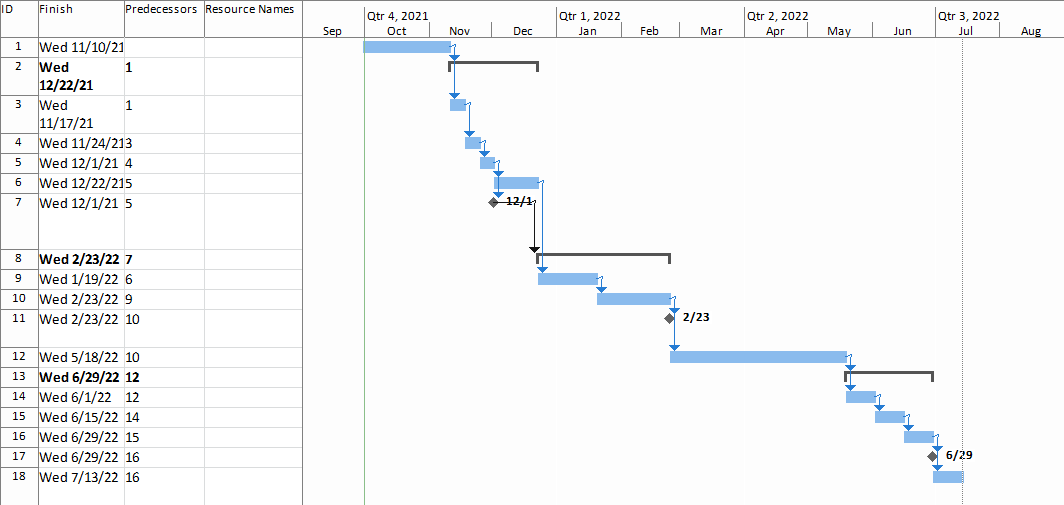 ID Finish Predecessors Resource Names
Qtr 4, 2021 Qtr 1, 2022 Qtr 2, 2022 Qtr 3, 2022
Sep Oct Nov Dec Jan Feb Mar Apr May Jun Jul Aug
1 Wed 11/10/21
2 Wed 1
12/22/21
3 Wed 1
11/17/21
4 Wed 11/24/21 3
5 Wed 12/1/21 4
6 Wed 12/22/21 5
7 Wed 12/1/21 5 12/1
8 Wed 2/23/22 7
9 Wed 1/19/22 6
10 Wed 2/23/22 9
11 Wed 2/23/22 10 2/23
12 Wed 5/18/22 10
13 Wed 6/29/22 12
14 Wed 6/1/22 12
15 Wed 6/15/22 14
16 Wed 6/29/22 15
17 Wed 6/29/22 16 6/29
18 Wed 7/13/22 16